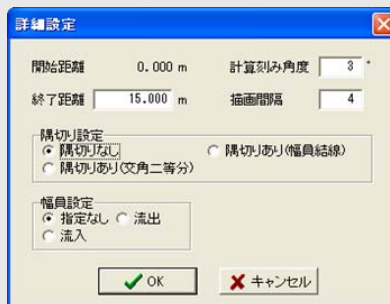 詳細設定
開始距離 0.000 m 計算刻み角度 3 °
終了距離 15.000 m 描画間隔 4
隅切り設定
隅切りなし 隅切りあり(幅員結線)
隅切りあり(交角二等分)
幅員設定
指定なし 流出
流入
OK キャンセル